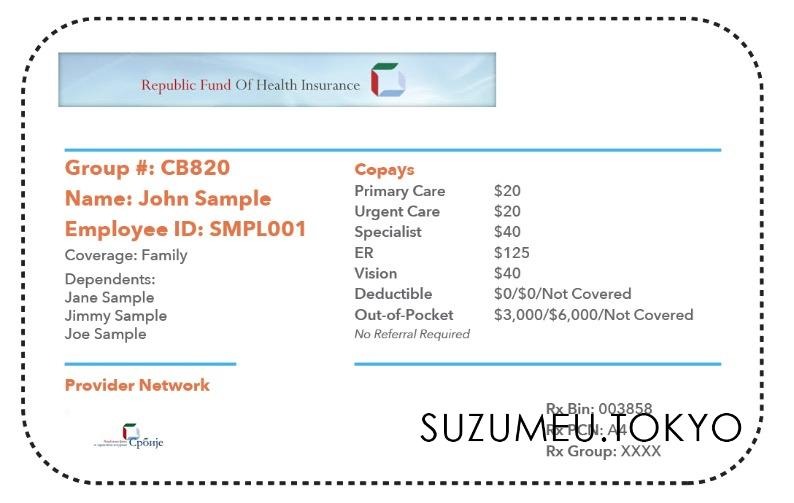 Republic Fund Of Health Insurance
Group #: CB820
Name: John Sample
Employee ID: SMPL001
Coverage: Family
Dependents:
Jane Sample
Jimmy Sample
Joe Sample
Copays
Primary Care $20
Urgent Care $20
Specialist $40
ER $125
Vision $40
Deductible $0/$0/Not Covered
Out-of-Pocket $3,000/$6,000/Not Covered
No Referral Required
Provider Network
Србије
Rx Bin: 003858
Rx PCN: A4
Rx Group: XXXX
SUZUMEU.TOKYO